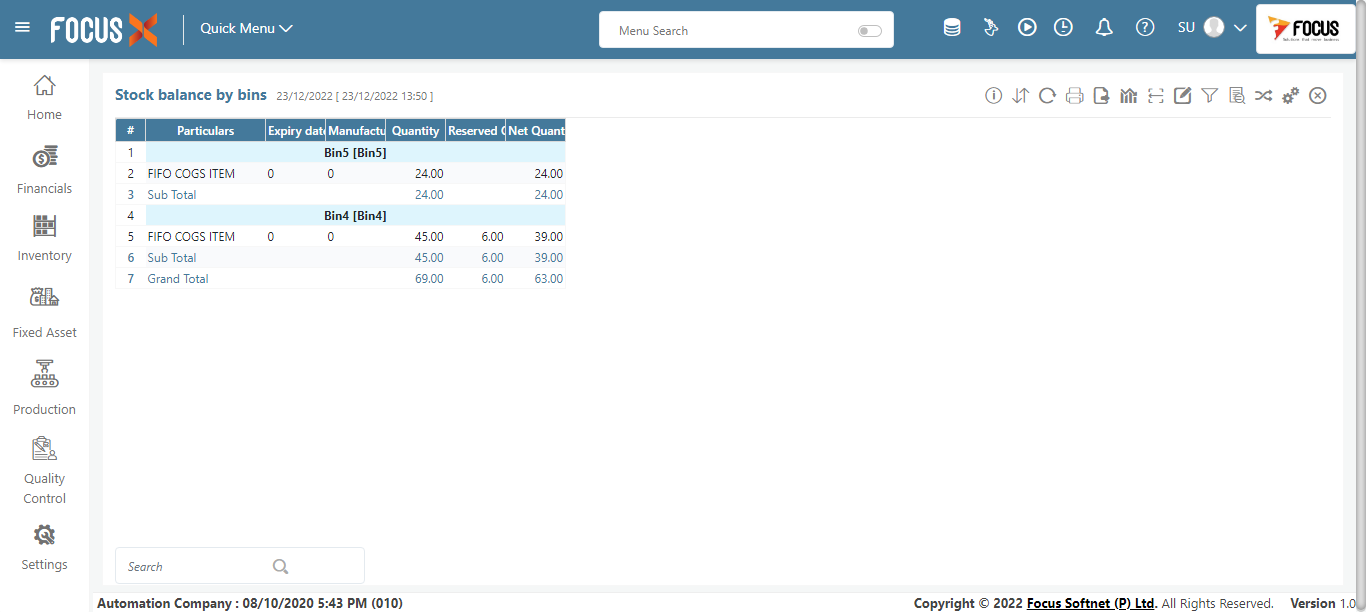 FOCUS X
Quick Menu
Menu Search
SU
FOCUS
Home
Financials
Inventory
Fixed Asset
Production
Quality
Control
Settings
Stock balance by bins 23/12/2022 [ 23/12/2022 13:50 ]
# Particulars Expiry date Manufactu Quantity Reserved Q Net Quant
1 Bin5 [Bin5]
2 FIFO COGS ITEM 0 0 24.00 24.00
3 Sub Total 24.00 24.00
4 Bin4 [Bin4]
5 FIFO COGS ITEM 0 0 45.00 6.00 39.00
6 Sub Total 45.00 6.00 39.00
7 Grand Total 69.00 6.00 63.00
Search
Automation Company : 08/10/2020 5:43 PM (010)
Copyright © 2022 Focus Softnet (P) Ltd. All Rights Reserved. Version 1.0